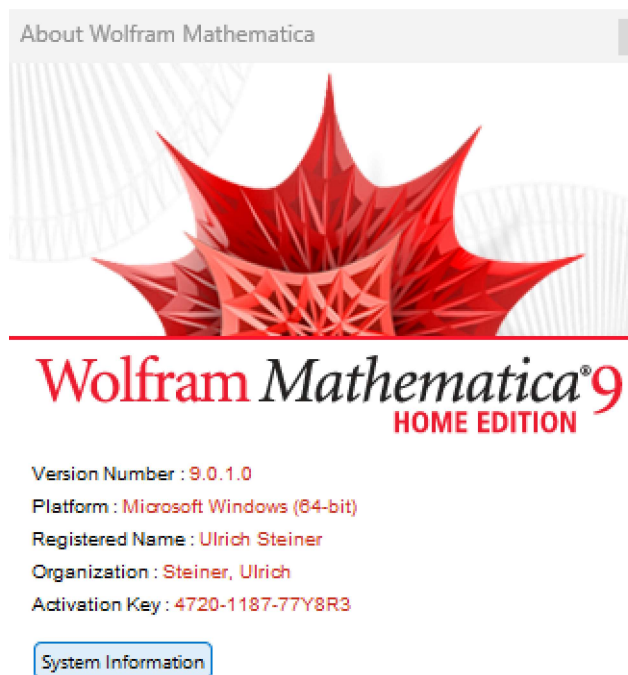 About Wolfram Mathematica
Wolfram Mathematica®9
HOME EDITION
Version Number : 9.0.1.0
Platform : Microsoft Windows (64-bit)
Registered Name : Ulrich Steiner
Organization : Steiner, Ulrich
Activation Key : 4720-1187-77Y8R3
System Information